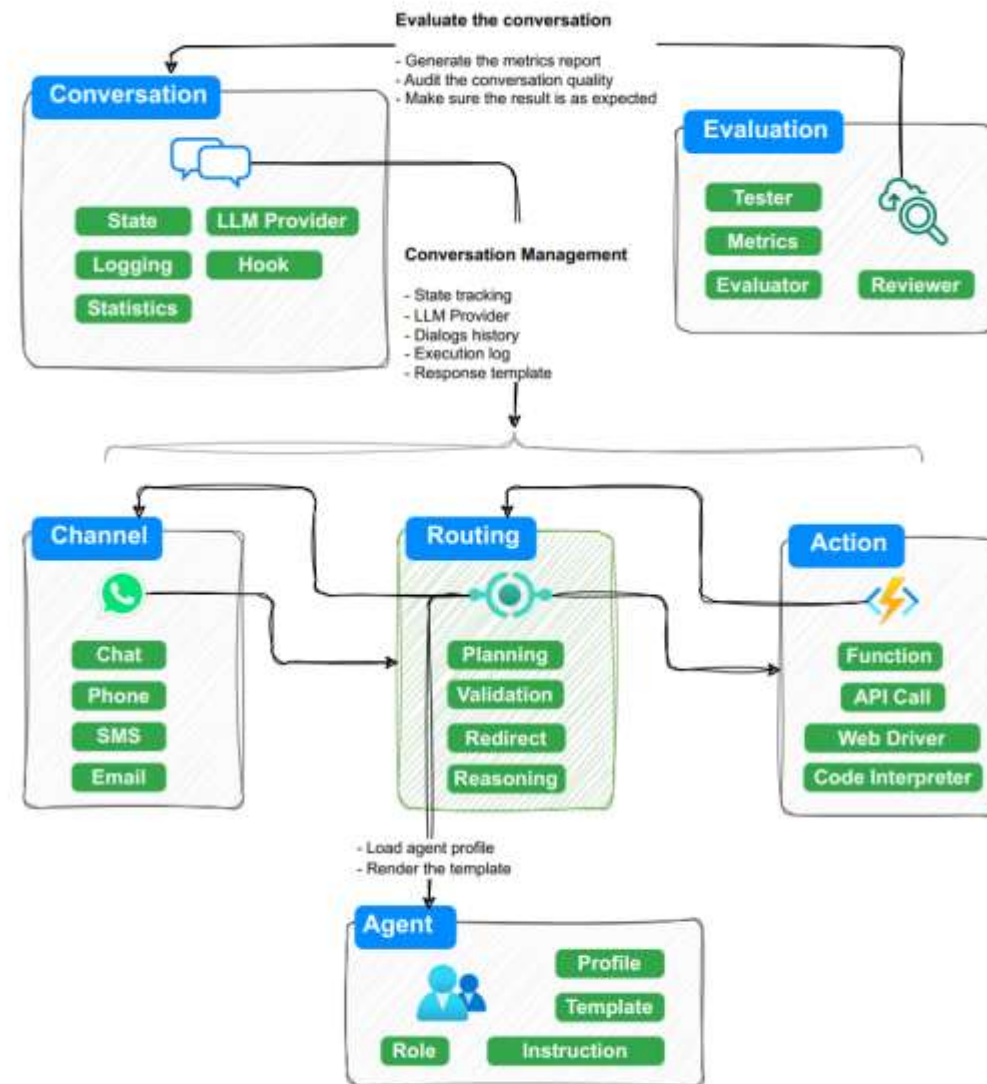 Evaluate the conversation
- Generate the metrics report
- Audit the conversation quality
- Make sure the result is as expected
Conversation
State
LLM Provider
Logging
Hook
Statistics
Evaluation
Tester
Metrics
Evaluator
Reviewer
Conversation Management
- State tracking
- LLM Provider
- Dialogs history
- Execution log
- Response template
Channel
Chat
Phone
SMS
Email
Routing
Planning
Validation
Redirect
Reasoning
Action
Function
API Call
Web Driver
Code Interpreter
- Load agent profile
- Render the template
Agent
Profile
Template
Role
Instruction